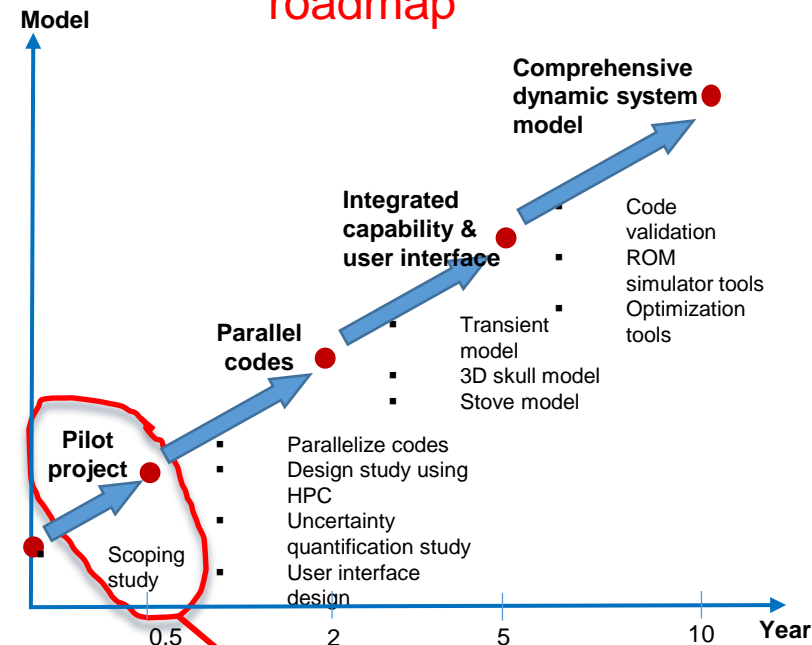 roadmap
Model
Comprehensive
dynamic system
model
Integrated
capability &
user interface
▪ Code
validation
▪ ROM
simulator tools
▪ Optimization
tools
Parallel
codes
▪ Transient
model
▪ 3D skull model
▪ Stove model
Pilot
project
▪ Parallelize codes
▪ Design study using
HPC
▪ Uncertainty
quantification study
▪ User interface
design
▪ Scoping
study
0.5 2 5 10 Year